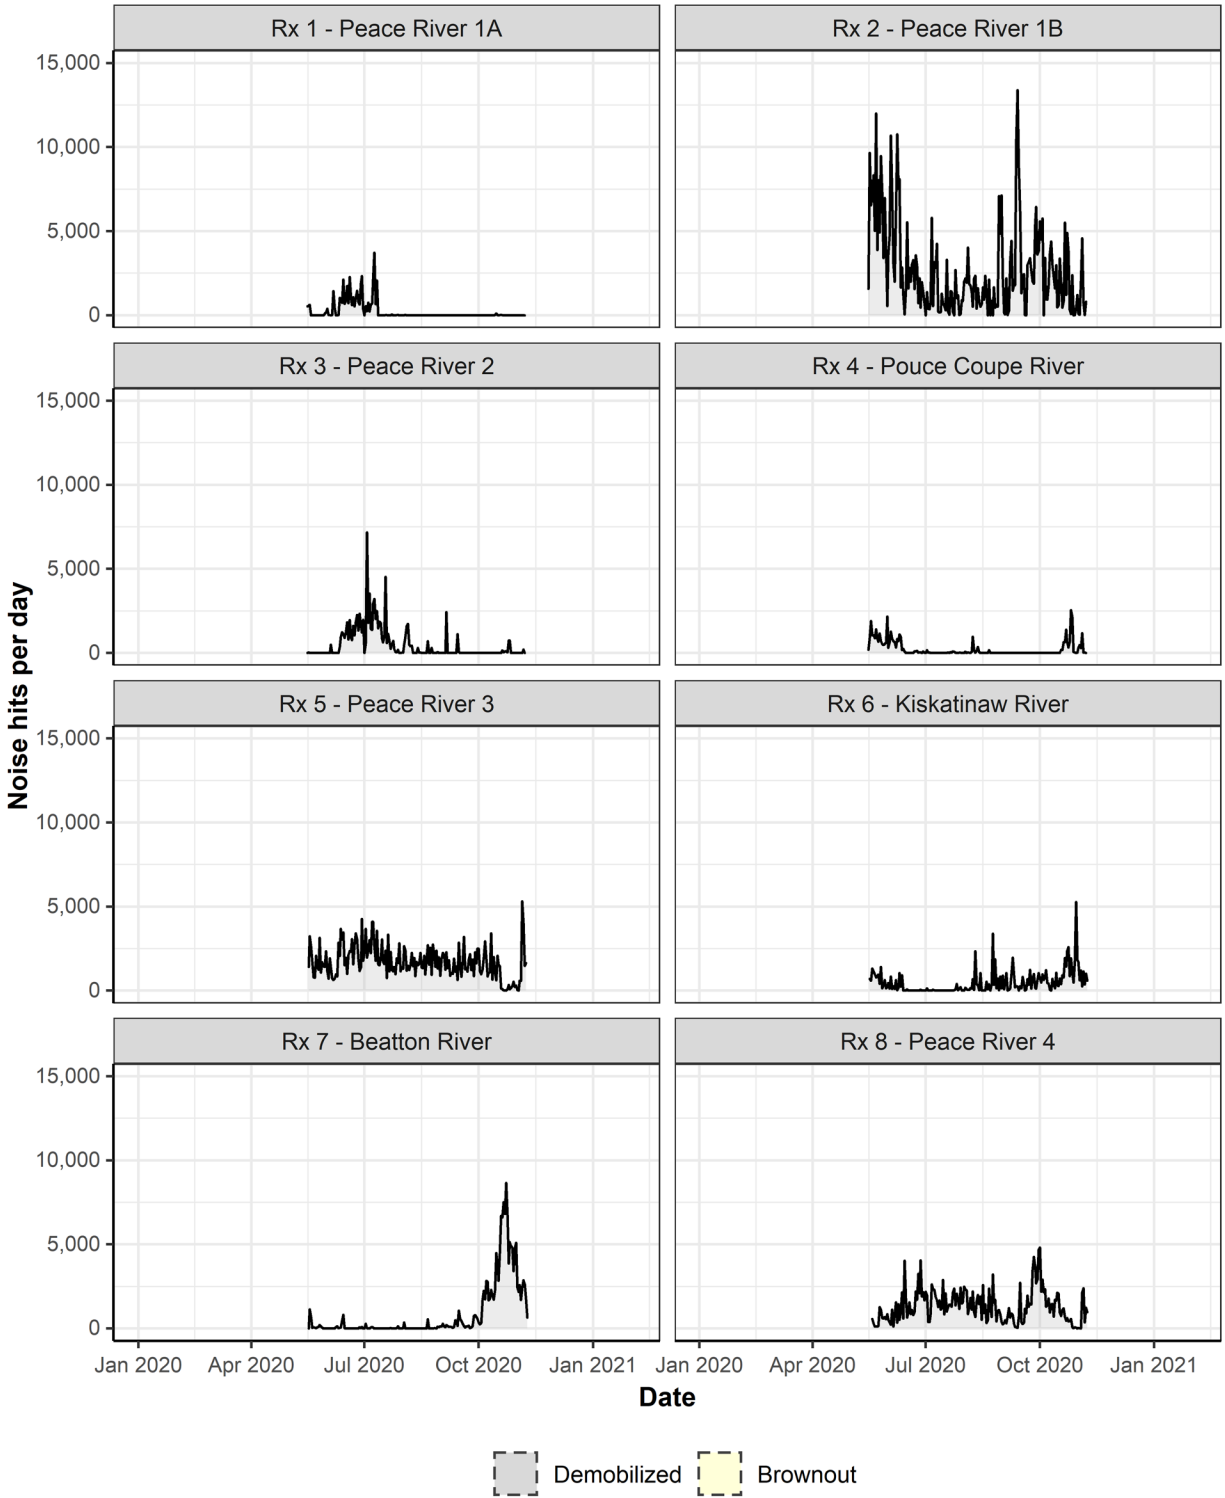 Rx 1 - Peace River 1A
Rx 2 - Peace River 1B
15,000
10,000
5,000
0
Rx 3 - Peace River 2
Rx 4 - Pouce Coupe River
15,000
10,000
5,000
0
Rx 5 - Peace River 3
Rx 6 - Kiskatinaw River
15,000
10,000
5,000
0
Rx 7 - Beatton River
Rx 8 - Peace River 4
15,000
10,000
5,000
0
Noise hits per day
Jan 2020 Apr 2020 Jul 2020 Oct 2020 Jan 2021
Jan 2020 Apr 2020 Jul 2020 Oct 2020 Jan 2021
Date
Demobilized Brownout